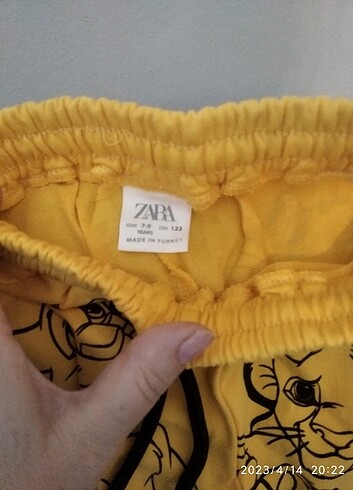 ZARA
size 7-8 cm 122
YEARS
MADE IN TURKEY
2023/4/14 20:22